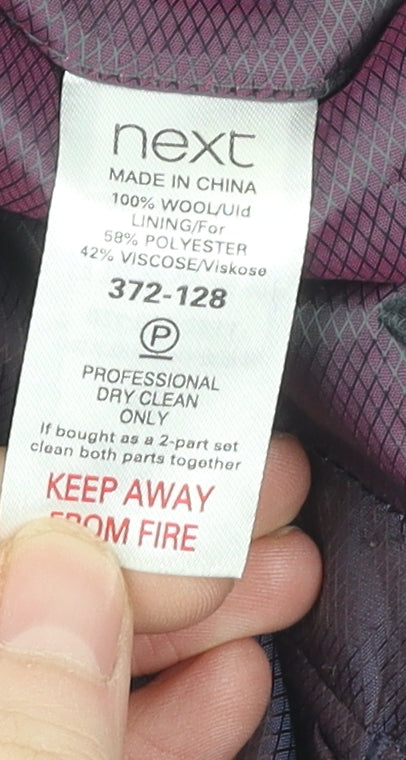 next
MADE IN CHINA
100% WOOL/Uld
LINING/For
58% POLYESTER
42% VISCOSE/Viskose
372-128
P
PROFESSIONAL
DRY CLEAN
ONLY
If bought as a 2-part set
clean both parts together
KEEP AWAY
FROM FIRE